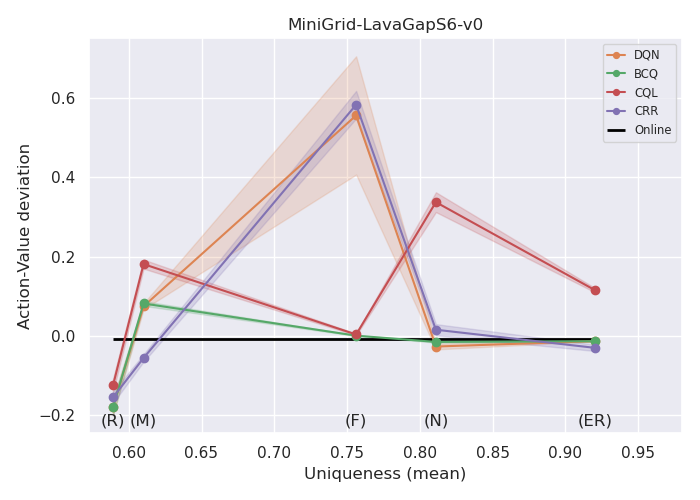 MiniGrid-LavaGapS6-v0
DQN
BCQ
CQL
CRR
Online
Action-Value deviation
0.6
0.4
0.2
0.0
−0.2
(R) (M) (F) (N) (ER)
0.60 0.65 0.70 0.75 0.80 0.85 0.90 0.95
Uniqueness (mean)